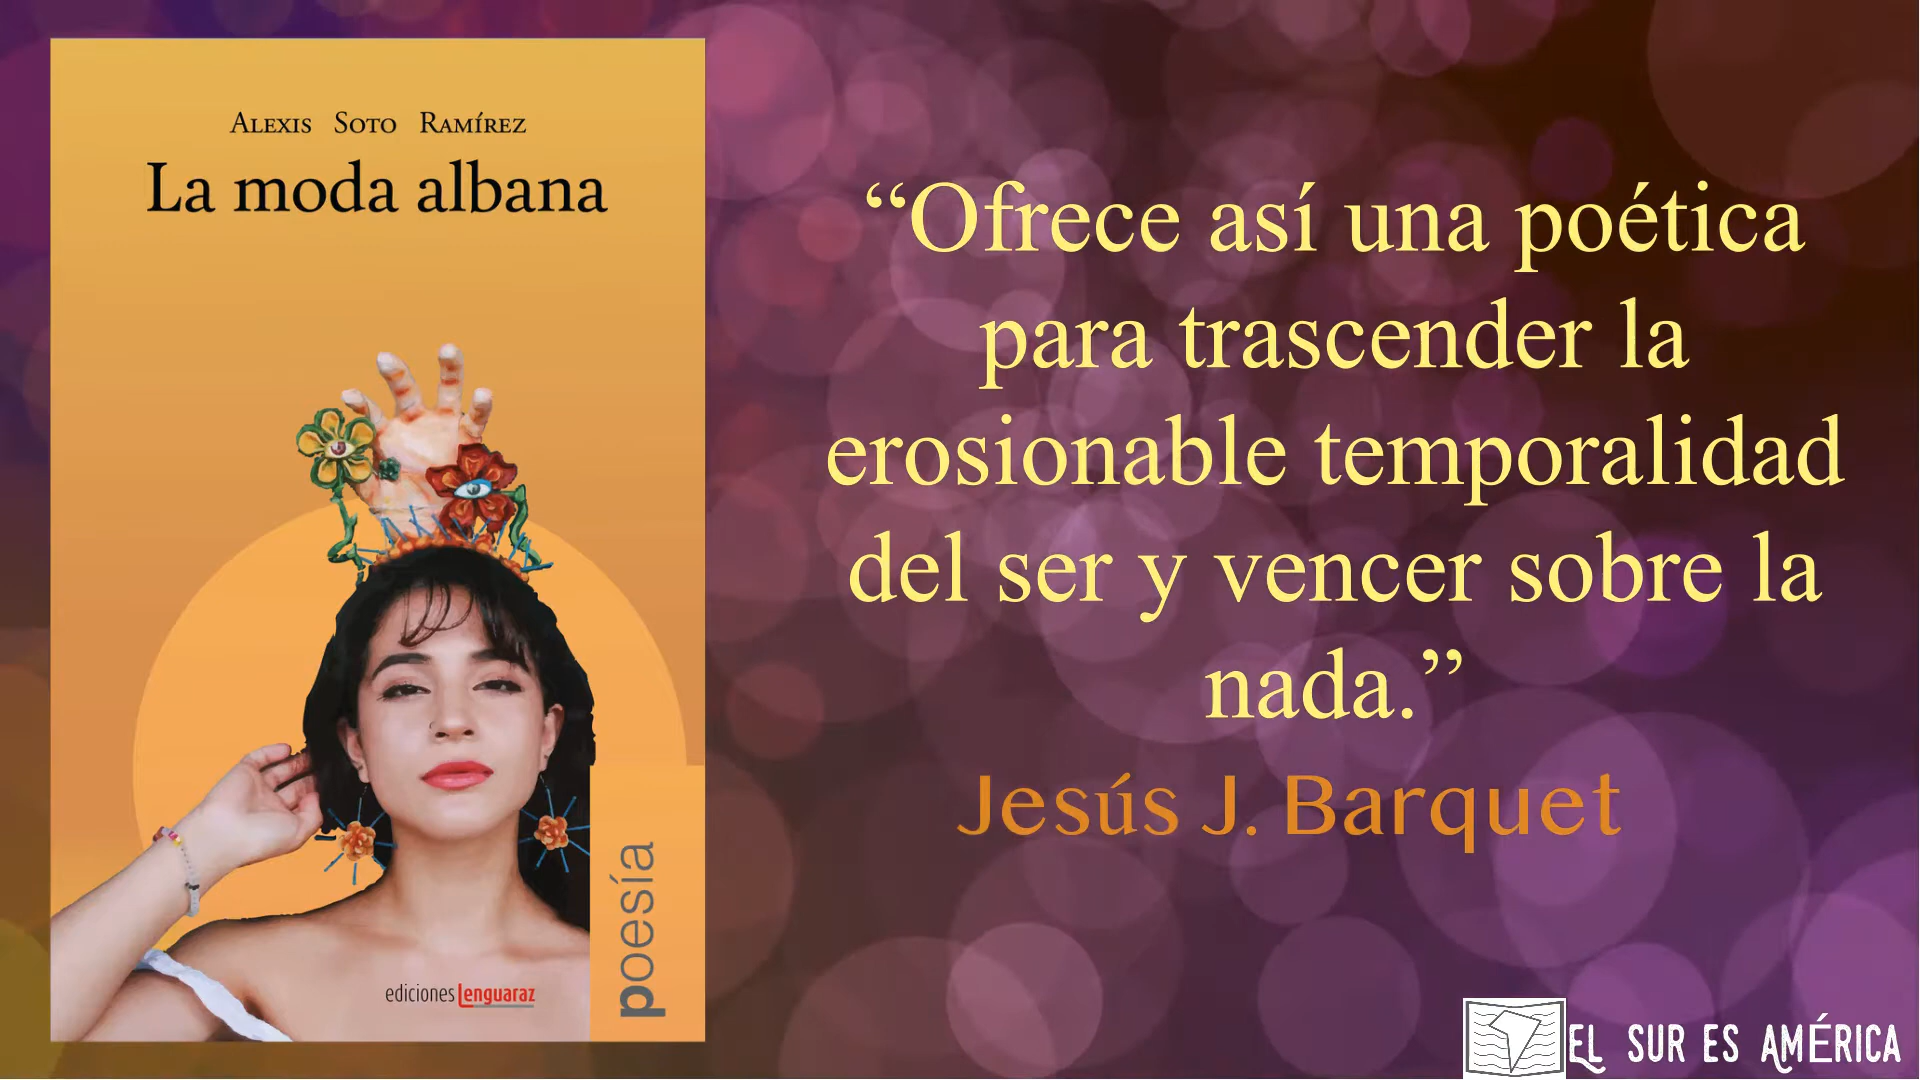 Alexis Soto Ramírez
La moda albana
ediciones Lenguaraz
poesía
“Ofrece así una poética
para trascender la
erosionable temporalidad
del ser y vencer sobre la
nada.”
Jesús J. Barquet
EL SUR ES AMÉRICA